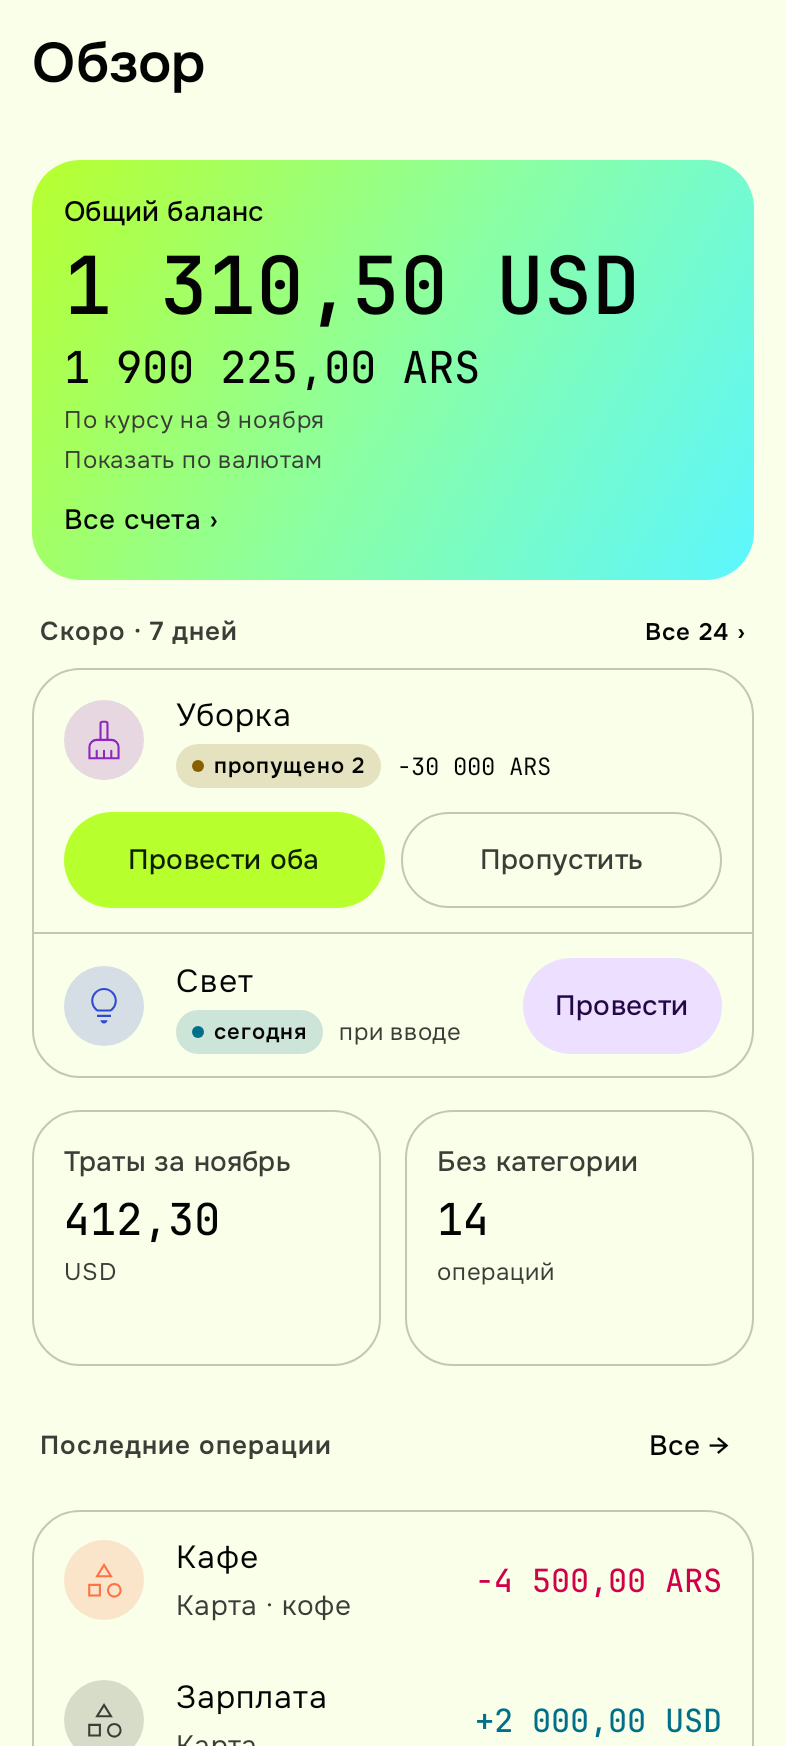 Обзор
Общий баланс
1 310,50 USD
1 900 225,00 ARS
По курсу на 9 ноября
Показать по валютам
Все счета ›
Скоро · 7 дней
Все 24 ›
Уборка
пропущено 2
-30 000 ARS
Провести оба
Пропустить
Свет
сегодня
при вводе
Провести
Траты за ноябрь
412,30
USD
Без категории
14
операций
Последние операции
Все →
Кафе
Карта · кофе
-4 500,00 ARS
Зарплата
Карта
+2 000,00 USD